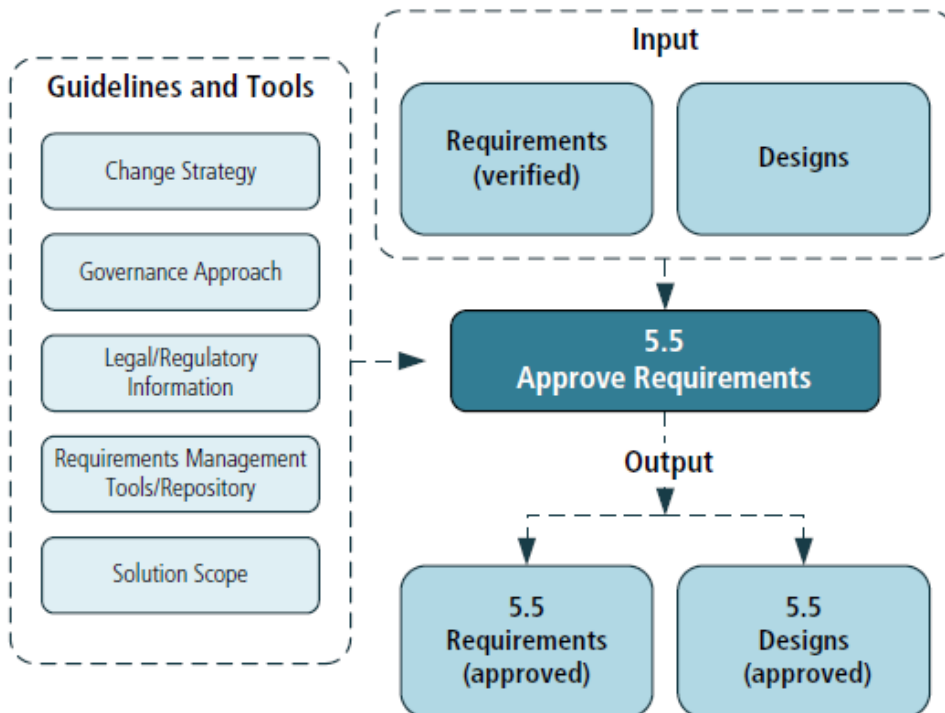 Guidelines and Tools
Change Strategy
Governance Approach
Legal/Regulatory
Information
Requirements Management
Tools/Repository
Solution Scope
Input
Requirements
(verified)
Designs
5.5
Approve Requirements
Output
5.5
Requirements
(approved)
5.5
Designs
(approved)